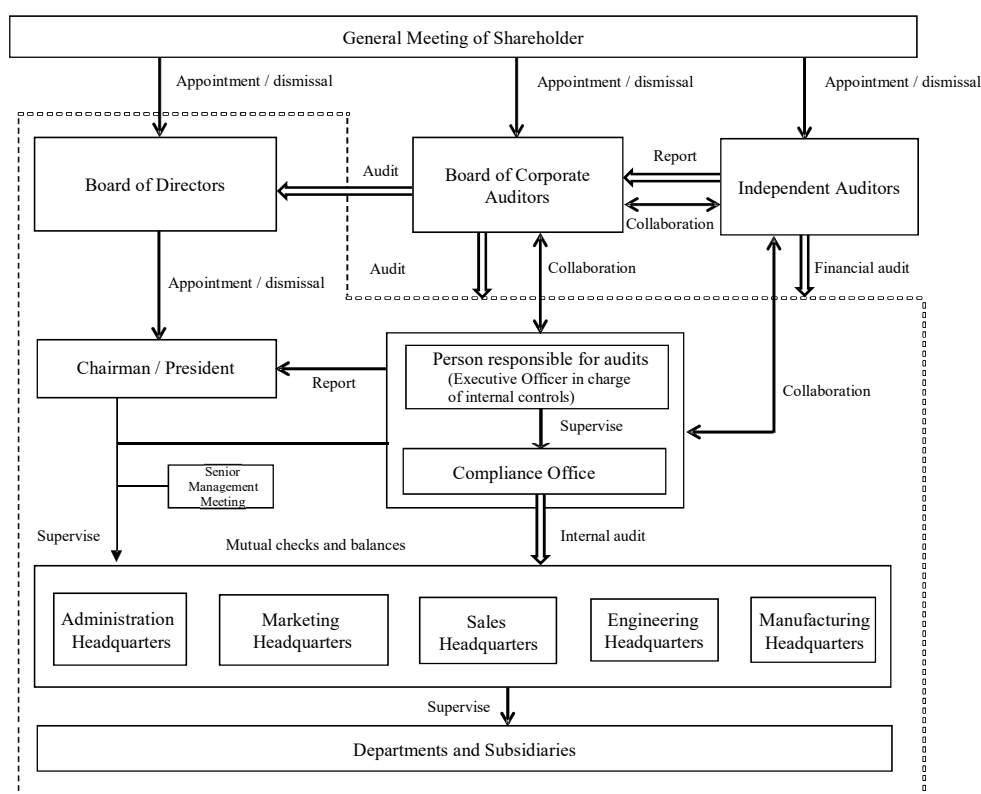 General Meeting of Shareholder
Appointment / dismissal
Appointment / dismissal
Appointment / dismissal
Board of Directors
Audit
Board of Corporate
Auditors
Report
Collaboration
Independent Auditors
Appointment / dismissal
Audit
Collaboration
Financial audit
Chairman / President
Report
Person responsible for audits
(Executive Officer in charge
of internal controls)
Supervise
Compliance Office
Collaboration
Senior
Management
Meeting
Supervise
Mutual checks and balances
Internal audit
Administration
Headquarters
Marketing
Headquarters
Sales
Headquarters
Engineering
Headquarters
Manufacturing
Headquarters
Supervise
Departments and Subsidiaries